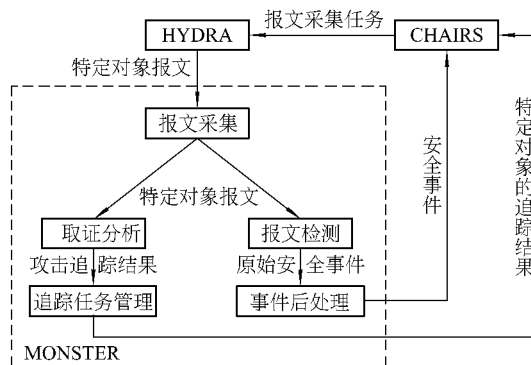 HYDRA
报文采集任务
CHAIRS
特定对象报文
报文采集
特定对象报文
取证分析
报文检测
攻击追踪结果
原始安全事件
追踪任务管理
事件后处理
MONSTER
安全事件
特定对象的追踪结果